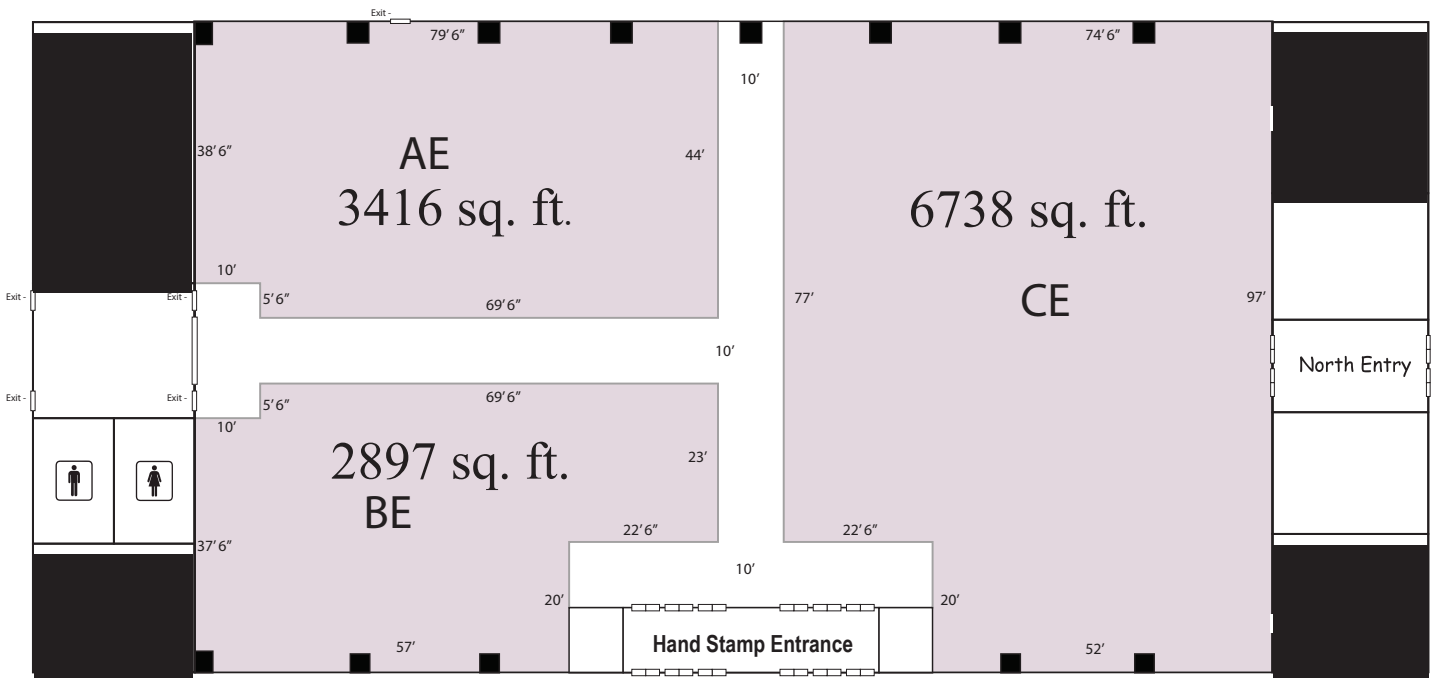 Exit -
79’ 6”
74’ 6”
10’
38’ 6”
AE
44’
3416 sq. ft.
6738 sq. ft.
10’
Exit -
Exit -
5’ 6”
69’ 6”
77’
CE
97’
10’
North Entry
Exit -
Exit -
5’ 6”
69’ 6”
10’
2897 sq. ft.
23’
BE
22’ 6”
22’ 6”
37’ 6”
10’
20’
20’
Hand Stamp Entrance
57’
52’